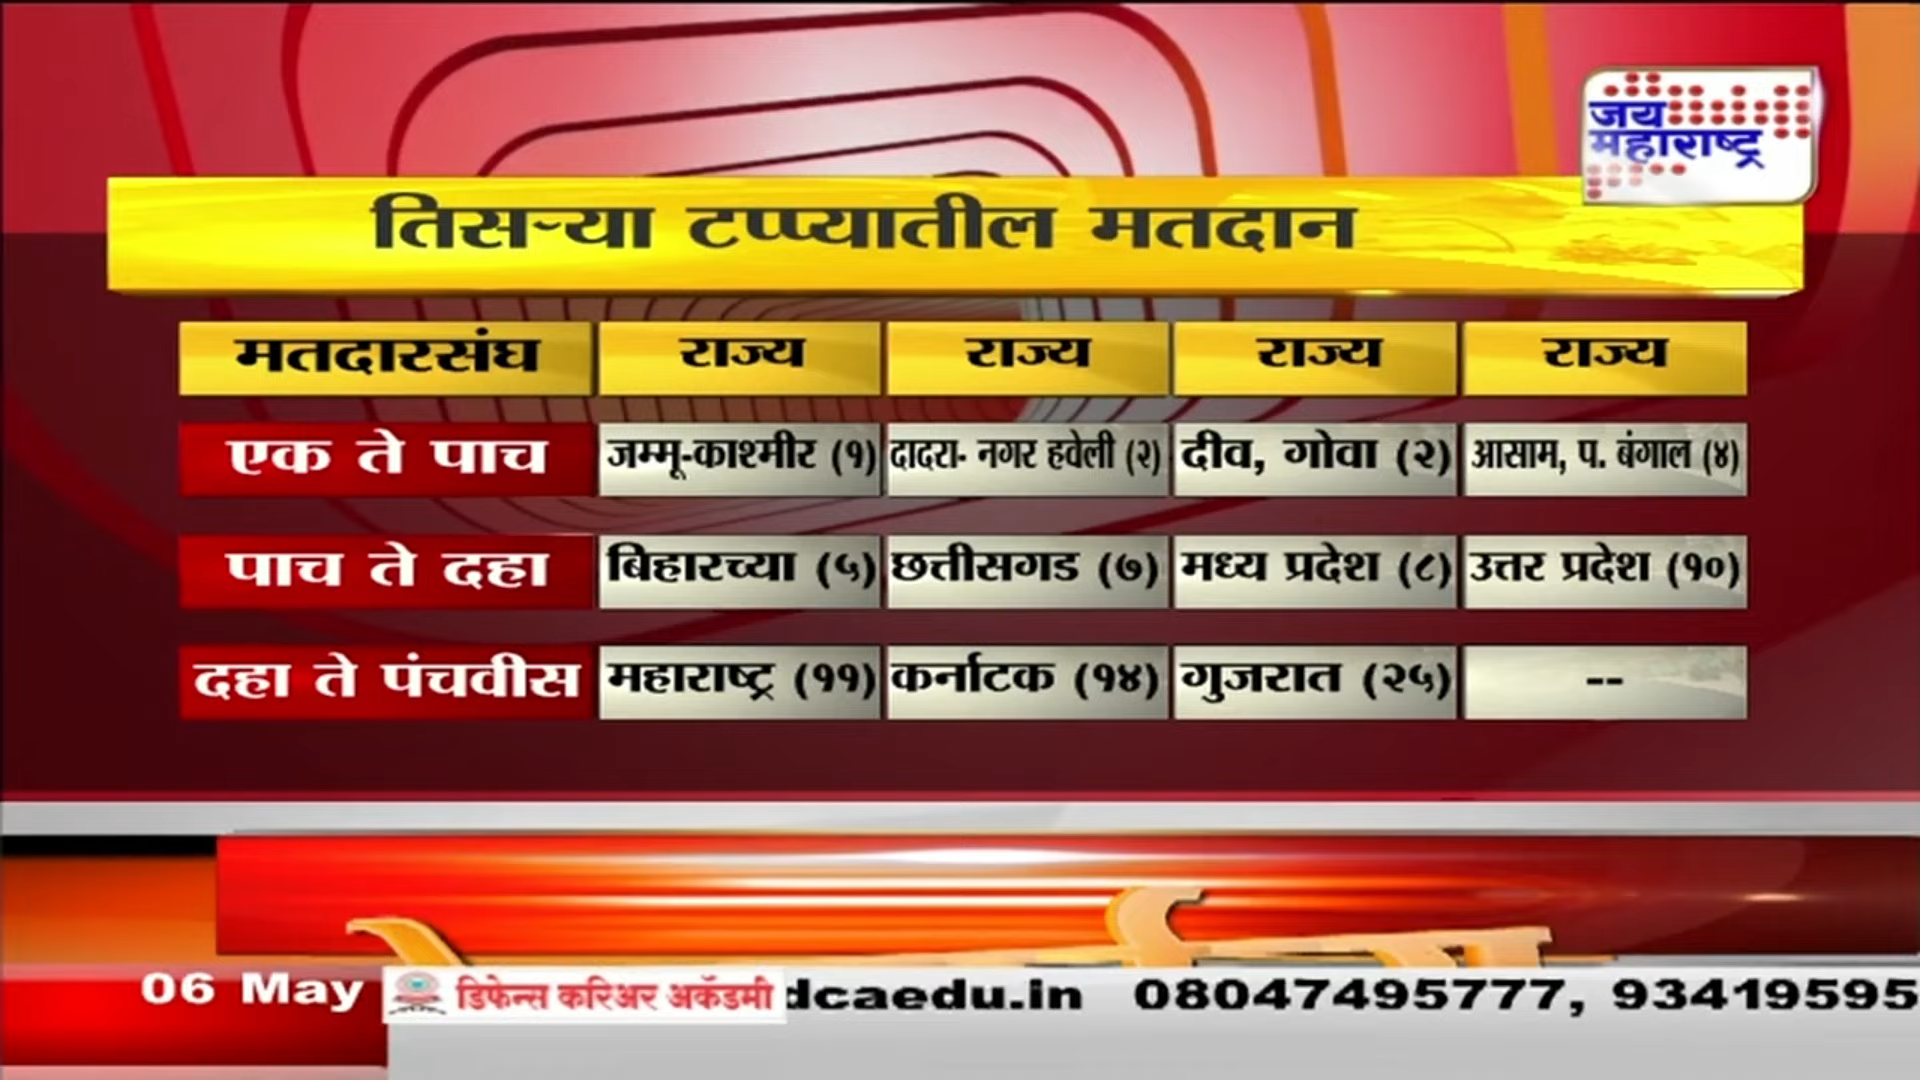 जय
महाराष्ट्र
तिसऱ्या टप्प्यातील मतदान
मतदारसंघ राज्य राज्य राज्य राज्य
एक ते पाच जम्मू-काश्मीर (१) दादरा- नगर हवेली (२) दीव, गोवा (२) आसाम, प. बंगाल (४)
पाच ते दहा बिहारच्या (५) छत्तीसगड (७) मध्य प्रदेश (८) उत्तर प्रदेश (१०)
दहा ते पंचवीस महाराष्ट्र (११) कर्नाटक (१४) गुजरात (२५) --
06 May डिफेन्स करिअर अकॅडमी dcaedu.in 08047495777, 93419595